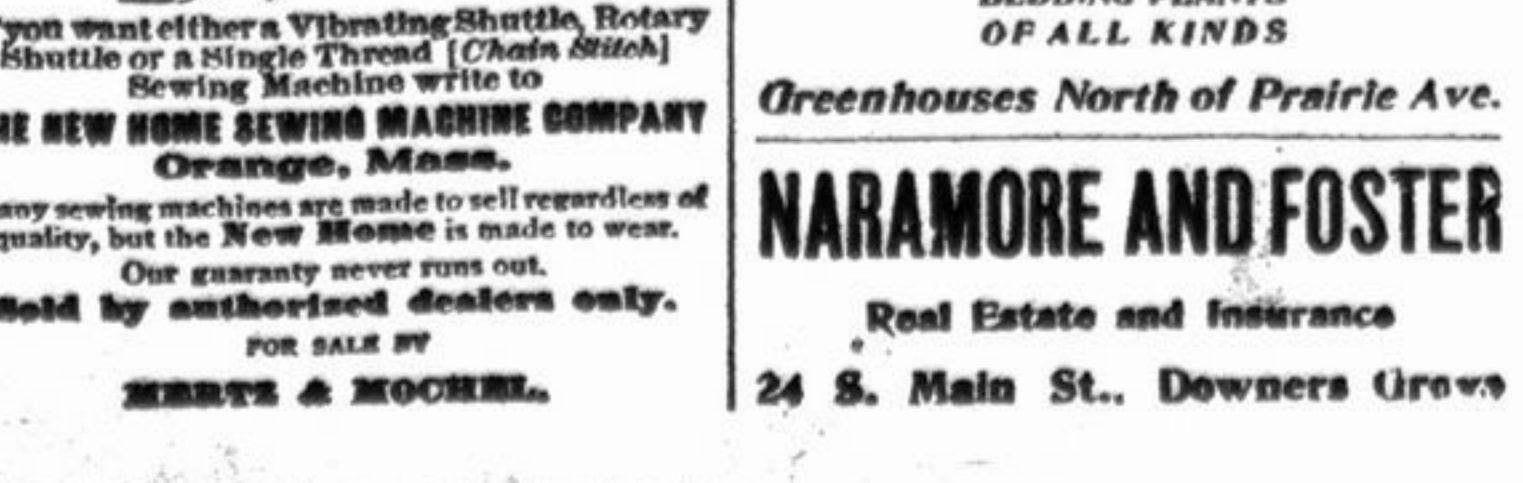 you want either a Vibrating Shuttle, Rotary
Shuttle or a Single Thread [Chain Stitch]
Sewing Machine write to
HE NEW HOME SEWING MACHINE COMPANY
Orange, Mass.
any sewing machines are made to sell regardless of
quality, but the New Home is made to wear.
Our guaranty never runs out.
Sold by authorized dealers only.
FOR SALE BY
MERTZ & MOCHEL.
BEDDING PLANTS
OF ALL KINDS
Greenhouses North of Prairie Ave.
NARAMORE AND FOSTER
Real Estate and Insurance
24 S. Main St., Downers Grove